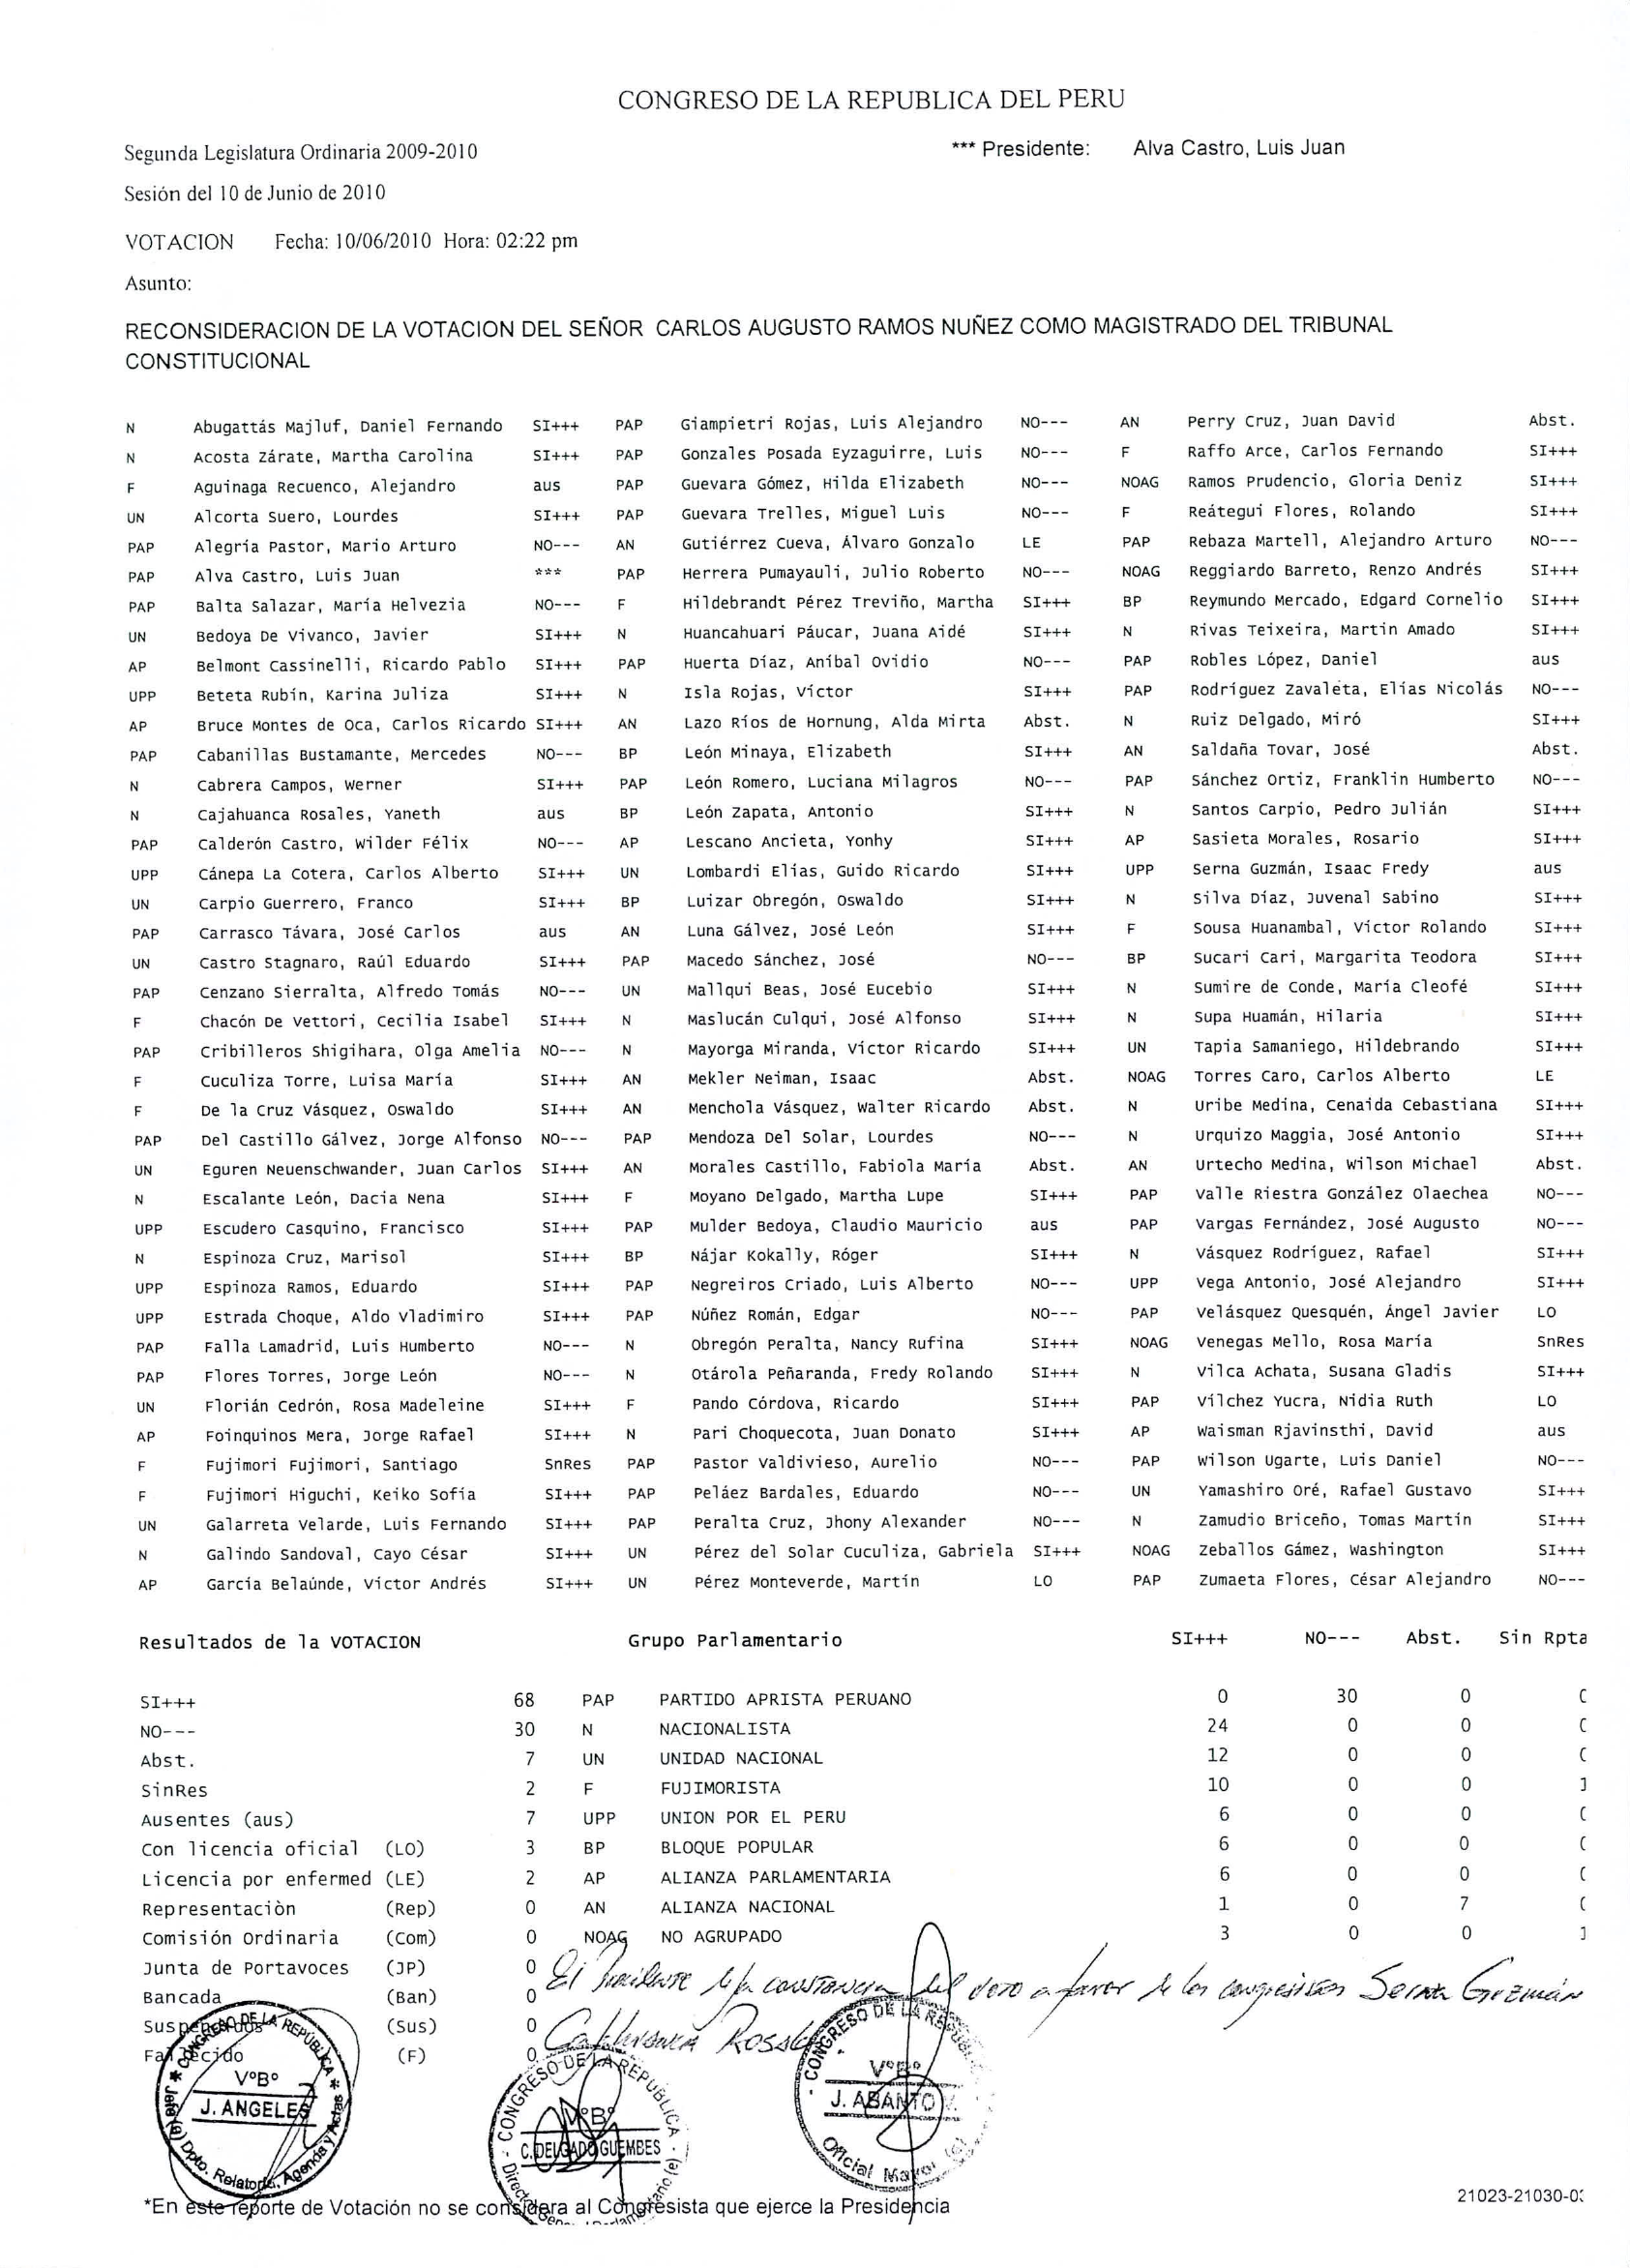 CONGRESO DE LA REPUBLICA DEL PERU
Segunda Legislatura Ordinaria 2009-2010 *** Presidente: Alva Castro, Luis Juan
Sesión del 10 de Junio de 2010
VOTACION Fecha: 10/06/2010 Hora: 02:22 pm
Asunto:
RECONSIDERACION DE LA VOTACION DEL SEÑOR CARLOS AUGUSTO RAMOS NUÑEZ COMO MAGISTRADO DEL TRIBUNAL
CONSTITUCIONAL
N Abugattás Majluf, Daniel Fernando SI+++ PAP Giampietri Rojas, Luis Alejandro NO--- AN Perry Cruz, Juan David Abst.
N Acosta Zárate, Martha Carolina SI+++ PAP Gonzales Posada Eyzaguirre, Luis NO--- F Raffo Arce, Carlos Fernando SI+++
F Aguinaga Recuenco, Alejandro aus PAP Guevara Gómez, Hilda Elizabeth NO--- NOAG Ramos Prudencio, Gloria Deniz SI+++
UN Alcorta Suero, Lourdes SI+++ PAP Guevara Trelles, Miguel Luis NO--- F Reátegui Flores, Rolando SI+++
PAP Alegría Pastor, Mario Arturo NO--- AN Gutiérrez Cueva, Álvaro Gonzalo LE PAP Rebaza Martell, Alejandro Arturo NO---
PAP Alva Castro, Luis Juan *** PAP Herrera Pumayauli, Julio Roberto NO--- NOAG Reggiardo Barreto, Renzo Andrés SI+++
PAP Balta Salazar, María Helvezia NO--- F Hildebrandt Pérez Treviño, Martha SI+++ BP Reymundo Mercado, Edgard Cornelio SI+++
UN Bedoya De Vivanco, Javier SI+++ N Huancahuari Páucar, Juana Aidé SI+++ N Rivas Teixeira, Martin Amado SI+++
AP Belmont Cassinelli, Ricardo Pablo SI+++ PAP Huerta Díaz, Aníbal Ovidio NO--- PAP Robles López, Daniel aus
UPP Beteta Rubín, Karina Juliza SI+++ N Isla Rojas, Víctor SI+++ PAP Rodríguez Zavaleta, Elías Nicolás NO---
AP Bruce Montes de Oca, Carlos Ricardo SI+++ AN Lazo Ríos de Hornung, Alda Mirta Abst. N Ruiz Delgado, Miró SI+++
PAP Cabanillas Bustamante, Mercedes NO--- BP León Minaya, Elizabeth SI+++ AN Saldaña Tovar, José Abst.
N Cabrera Campos, Werner SI+++ PAP León Romero, Luciana Milagros NO--- PAP Sánchez Ortiz, Franklin Humberto NO---
N Cajahuanca Rosales, Yaneth aus BP León Zapata, Antonio SI+++ N Santos Carpio, Pedro Julián SI+++
PAP Calderón Castro, Wilder Félix NO--- AP Lescano Ancieta, Yonhy SI+++ AP Sasieta Morales, Rosario SI+++
UPP Cánepa La Cotera, Carlos Alberto SI+++ UN Lombardi Elías, Guido Ricardo SI+++ UPP Serna Guzmán, Isaac Fredy aus
UN Carpio Guerrero, Franco SI+++ BP Luizar Obregón, Oswaldo SI+++ N Silva Díaz, Juvenal Sabino SI+++
PAP Carrasco Távara, José Carlos aus AN Luna Gálvez, José León SI+++ F Sousa Huanambal, Víctor Rolando SI+++
UN Castro Stagnaro, Raúl Eduardo SI+++ PAP Macedo Sánchez, José NO--- BP Sucari Cari, Margarita Teodora SI+++
PAP Cenzano Sierralta, Alfredo Tomás NO--- UN Mallqui Beas, José Eucebio SI+++ N Sumire de Conde, María Cleofé SI+++
F Chacón De Vettori, Cecilia Isabel SI+++ N Maslucán Culqui, José Alfonso SI+++ N Supa Huamán, Hilaria SI+++
PAP Cribilleros Shigihara, Olga Amelia NO--- N Mayorga Miranda, Víctor Ricardo SI+++ UN Tapia Samaniego, Hildebrando SI+++
F Cuculiza Torre, Luisa María SI+++ AN Mekler Neiman, Isaac Abst. NOAG Torres Caro, Carlos Alberto LE
F De la Cruz Vásquez, Oswaldo SI+++ AN Menchola Vásquez, Walter Ricardo Abst. N Uribe Medina, Cenaida Cebastiana SI+++
PAP Del Castillo Gálvez, Jorge Alfonso NO--- PAP Mendoza Del Solar, Lourdes NO--- N Urquizo Maggia, José Antonio SI+++
UN Eguren Neuenschwander, Juan Carlos SI+++ AN Morales Castillo, Fabiola María Abst. AN Urtecho Medina, Wilson Michael Abst.
N Escalante León, Dacia Nena SI+++ F Moyano Delgado, Martha Lupe SI+++ PAP Valle Riestra González Olaechea NO---
UPP Escudero Casquino, Francisco SI+++ PAP Mulder Bedoya, Claudio Mauricio aus PAP Vargas Fernández, José Augusto NO---
N Espinoza Cruz, Marisol SI+++ BP Nájar Kokally, Róger SI+++ N Vásquez Rodríguez, Rafael SI+++
UPP Espinoza Ramos, Eduardo SI+++ PAP Negreiros Criado, Luis Alberto NO--- UPP Vega Antonio, José Alejandro SI+++
UPP Estrada Choque, Aldo Vladimiro SI+++ PAP Núñez Román, Edgar NO--- PAP Velásquez Quesquén, Ángel Javier LO
PAP Falla Lamadrid, Luis Humberto NO--- N Obregón Peralta, Nancy Rufina SI+++ NOAG Venegas Mello, Rosa María SnRes
PAP Flores Torres, Jorge León NO--- N Otárola Peñaranda, Fredy Rolando SI+++ N Vilca Achata, Susana Gladis SI+++
UN Florián Cedrón, Rosa Madeleine SI+++ F Pando Córdova, Ricardo SI+++ PAP Vílchez Yucra, Nidia Ruth LO
AP Foinquinos Mera, Jorge Rafael SI+++ N Pari Choquecota, Juan Donato SI+++ AP Waisman Rjavinsthi, David aus
F Fujimori Fujimori, Santiago SnRes PAP Pastor Valdivieso, Aurelio NO--- PAP Wilson Ugarte, Luis Daniel NO---
F Fujimori Higuchi, Keiko Sofía SI+++ PAP Peláez Bardales, Eduardo NO--- UN Yamashiro Oré, Rafael Gustavo SI+++
UN Galarreta Velarde, Luis Fernando SI+++ PAP Peralta Cruz, Jhony Alexander NO--- N Zamudio Briceño, Tomas Martín SI+++
N Galindo Sandoval, Cayo César SI+++ UN Pérez del Solar Cuculiza, Gabriela SI+++ NOAG Zeballos Gámez, Washington SI+++
AP García Belaúnde, Víctor Andrés SI+++ UN Pérez Monteverde, Martín LO PAP Zumaeta Flores, César Alejandro NO---
Resultados de la VOTACION Grupo Parlamentario SI+++ NO--- Abst. Sin Rpta
SI+++ 68 PAP PARTIDO APRISTA PERUANO 0 30 0
NO--- 30 N NACIONALISTA 24 0 0
Abst. 7 UN UNIDAD NACIONAL 12 0 0
SinRes 2 F FUJIMORISTA 10 0 0
Ausentes (aus) 7 UPP UNION POR EL PERU 6 0 0
Con licencia oficial (LO) 3 BP BLOQUE POPULAR 6 0 0
Licencia por enfermed (LE) 2 AP ALIANZA PARLAMENTARIA 6 0 0
Representaciòn (Rep) 0 AN ALIANZA NACIONAL 1 0 7
Comisión Ordinaria (Com) 0 NOAG NO AGRUPADO 3 0 0
Junta de Portavoces (JP) 0
El Presidente deja constancia del voto a favor de los congresistas Serna Guzmán
Bancada (Ban) 0
Suspendidos (Sus) 0
Cajahuanca Rosales
Fallecido (F) 0
CONGRESO DE LA REPÚBLICA
V°B°
J. ANGELES
Jefe (e) Dpto. Relatoría, Agenda y Actas
CONGRESO DE LA REPÚBLICA
V°B°
C. DELGADO GUEMBES
CONGRESO DE LA REPÚBLICA
V°B°
J. ABANTO V.
Oficial Mayor (e)
*En este reporte de Votación no se considera al Congresista que ejerce la Presidencia
21023-21030-0